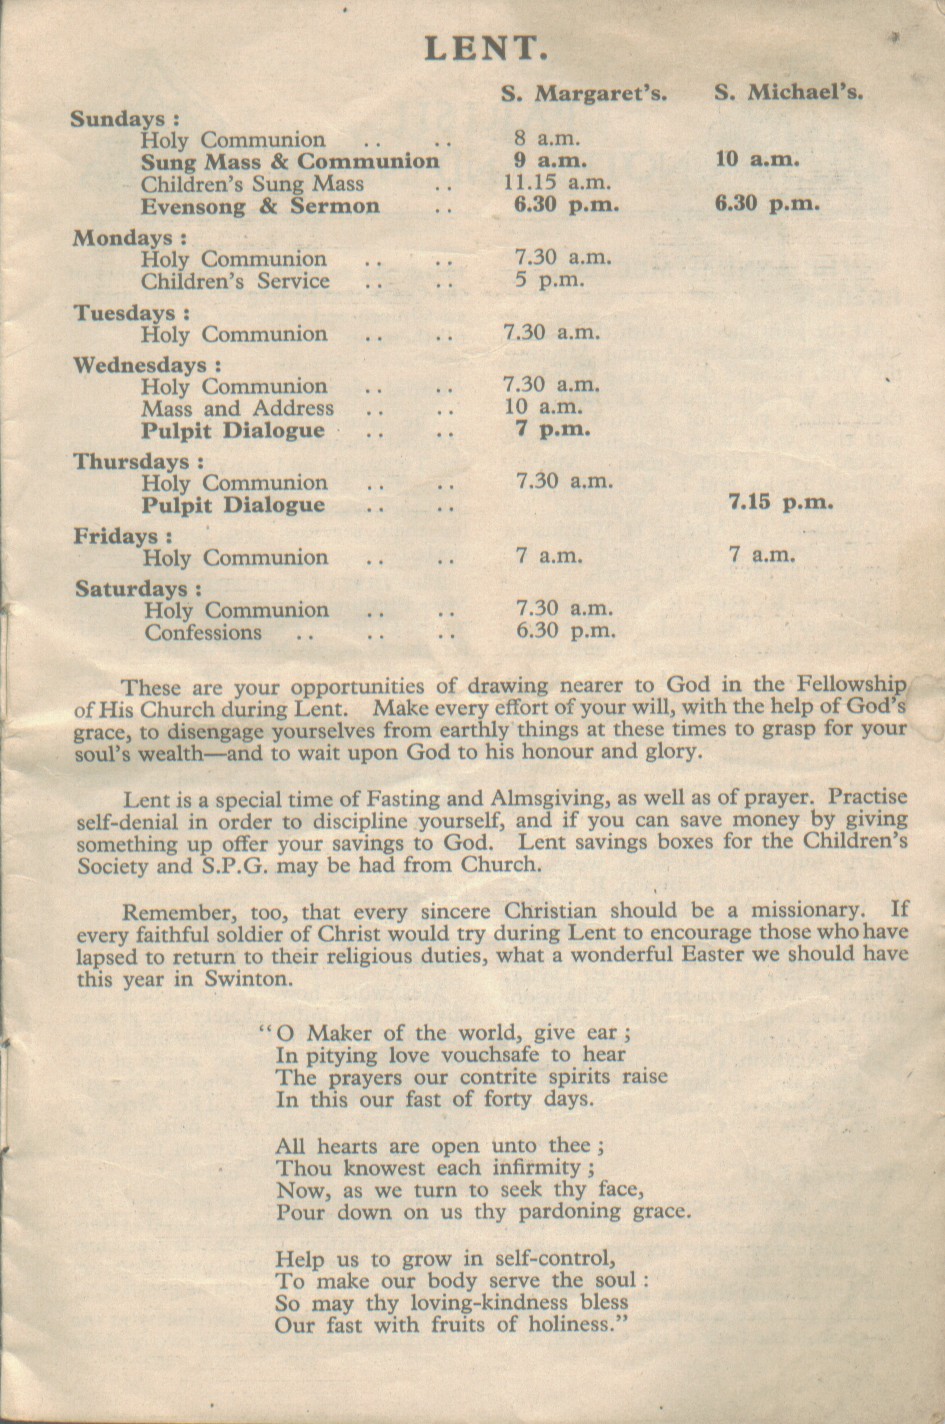 LENT.
S. Margaret's. S. Michael's.
Sundays :
Holy Communion .. .. 8 a.m.
Sung Mass & Communion 9 a.m. 10 a.m.
Children's Sung Mass .. 11.15 a.m.
Evensong & Sermon .. 6.30 p.m. 6.30 p.m.
Mondays :
Holy Communion .. .. 7.30 a.m.
Children's Service .. .. 5 p.m.
Tuesdays :
Holy Communion .. .. 7.30 a.m.
Wednesdays :
Holy Communion .. .. 7.30 a.m.
Mass and Address .. .. 10 a.m.
Pulpit Dialogue .. .. 7 p.m.
Thursdays :
Holy Communion .. .. 7.30 a.m.
Pulpit Dialogue .. .. 7.15 p.m.
Fridays :
Holy Communion .. .. 7 a.m. 7 a.m.
Saturdays :
Holy Communion .. .. 7.30 a.m.
Confessions .. .. .. 6.30 p.m.
These are your opportunities of drawing nearer to God in the Fellowship
of His Church during Lent. Make every effort of your will, with the help of God's
grace, to disengage yourselves from earthly things at these times to grasp for your
soul's wealth—and to wait upon God to his honour and glory.
Lent is a special time of Fasting and Almsgiving, as well as of prayer. Practise
self-denial in order to discipline yourself, and if you can save money by giving
something up offer your savings to God. Lent savings boxes for the Children's
Society and S.P.G. may be had from Church.
Remember, too, that every sincere Christian should be a missionary. If
every faithful soldier of Christ would try during Lent to encourage those who have
lapsed to return to their religious duties, what a wonderful Easter we should have
this year in Swinton.
"O Maker of the world, give ear ;
In pitying love vouchsafe to hear
The prayers our contrite spirits raise
In this our fast of forty days.
All hearts are open unto thee ;
Thou knowest each infirmity ;
Now, as we turn to seek thy face,
Pour down on us thy pardoning grace.
Help us to grow in self-control,
To make our body serve the soul :
So may thy loving-kindness bless
Our fast with fruits of holiness."